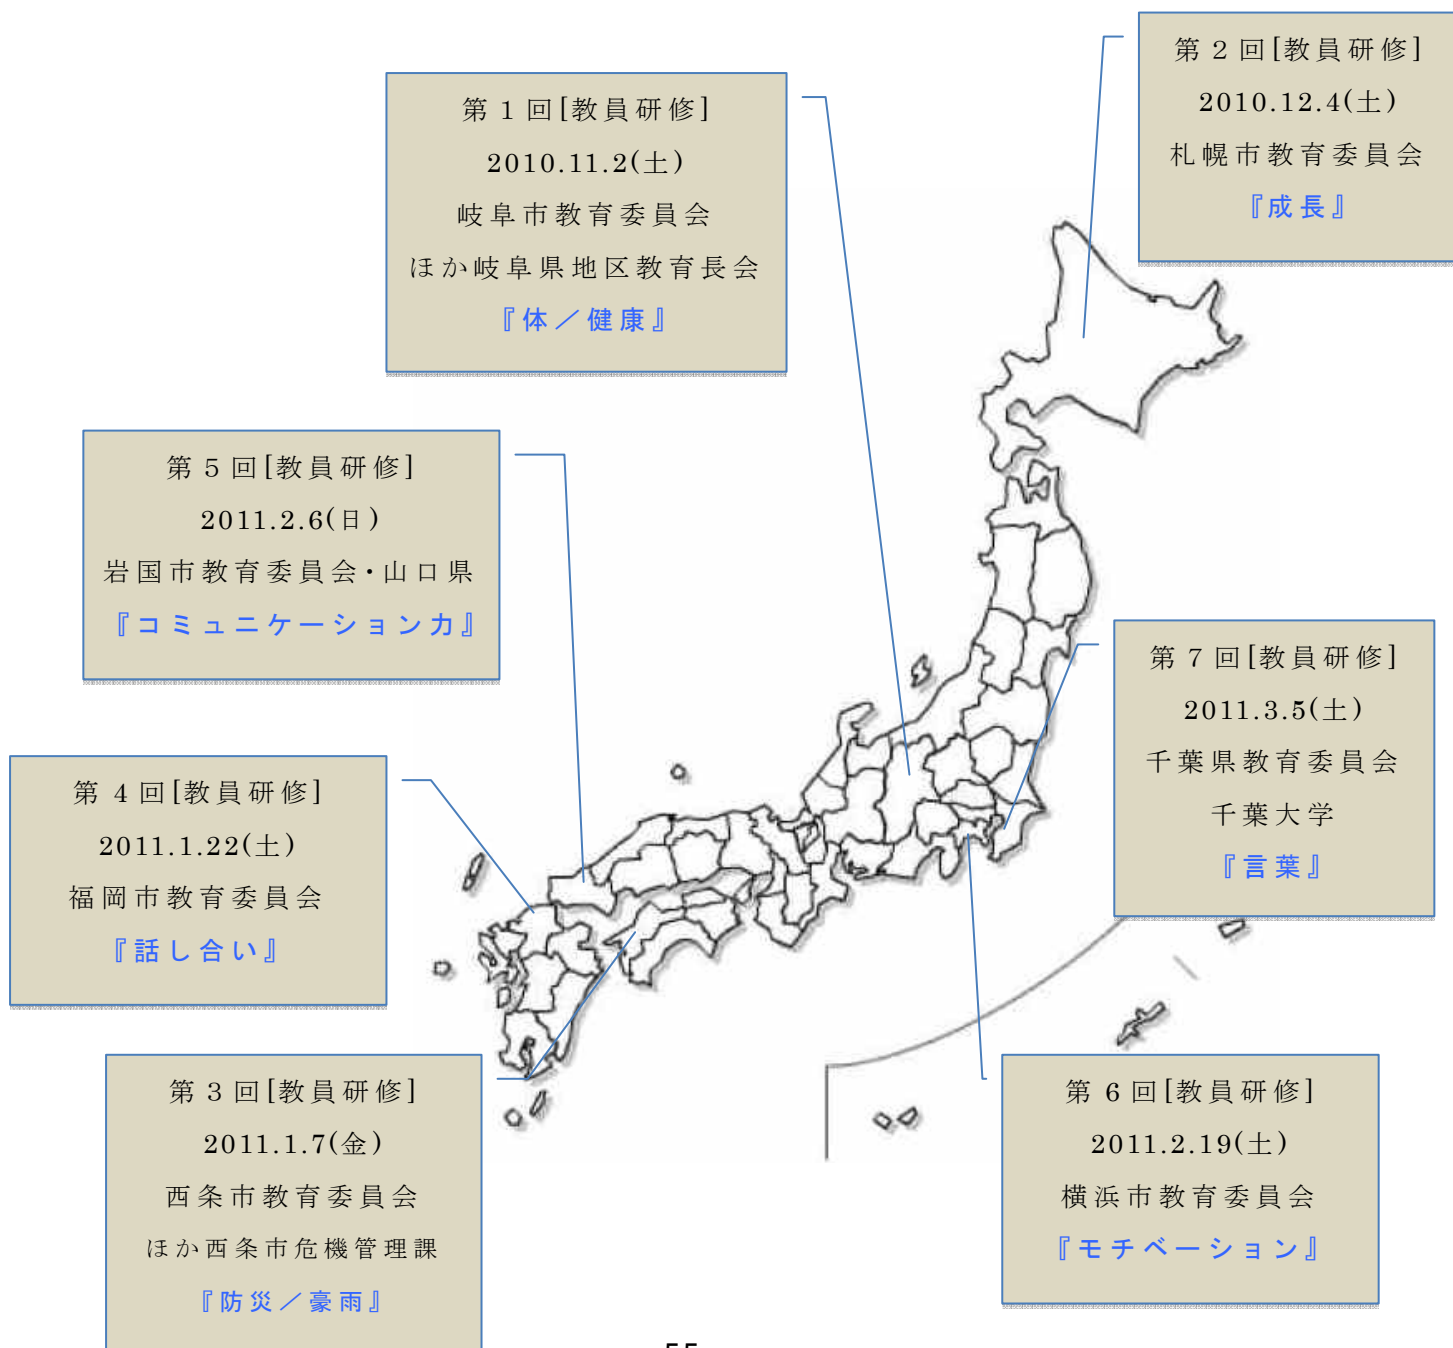 第2回[教員研修]
2010.12.4(土)
札幌市教育委員会
『成長』
第1回[教員研修]
2010.11.2(土)
岐阜市教育委員会
ほか岐阜県地区教育長会
『体／健康』
第5回[教員研修]
2011.2.6(日)
岩国市教育委員会・山口県
『コミュニケーション力』
第7回[教員研修]
2011.3.5(土)
千葉県教育委員会
千葉大学
『言葉』
第4回[教員研修]
2011.1.22(土)
福岡市教育委員会
『話し合い』
第3回[教員研修]
2011.1.7(金)
西条市教育委員会
ほか西条市危機管理課
『防災／豪雨』
第6回[教員研修]
2011.2.19(土)
横浜市教育委員会
『モチベーション』